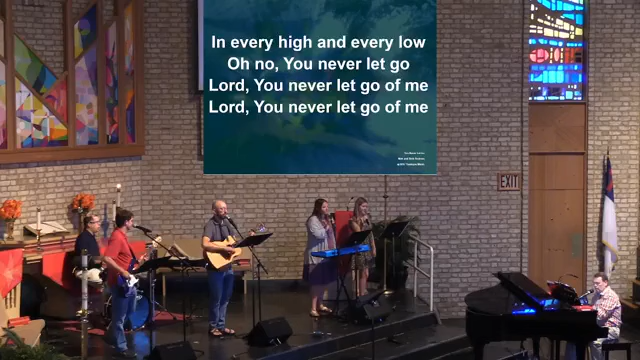 In every high and every low
Oh no, You never let go
Lord, You never let go of me
Lord, You never let go of me
EXIT